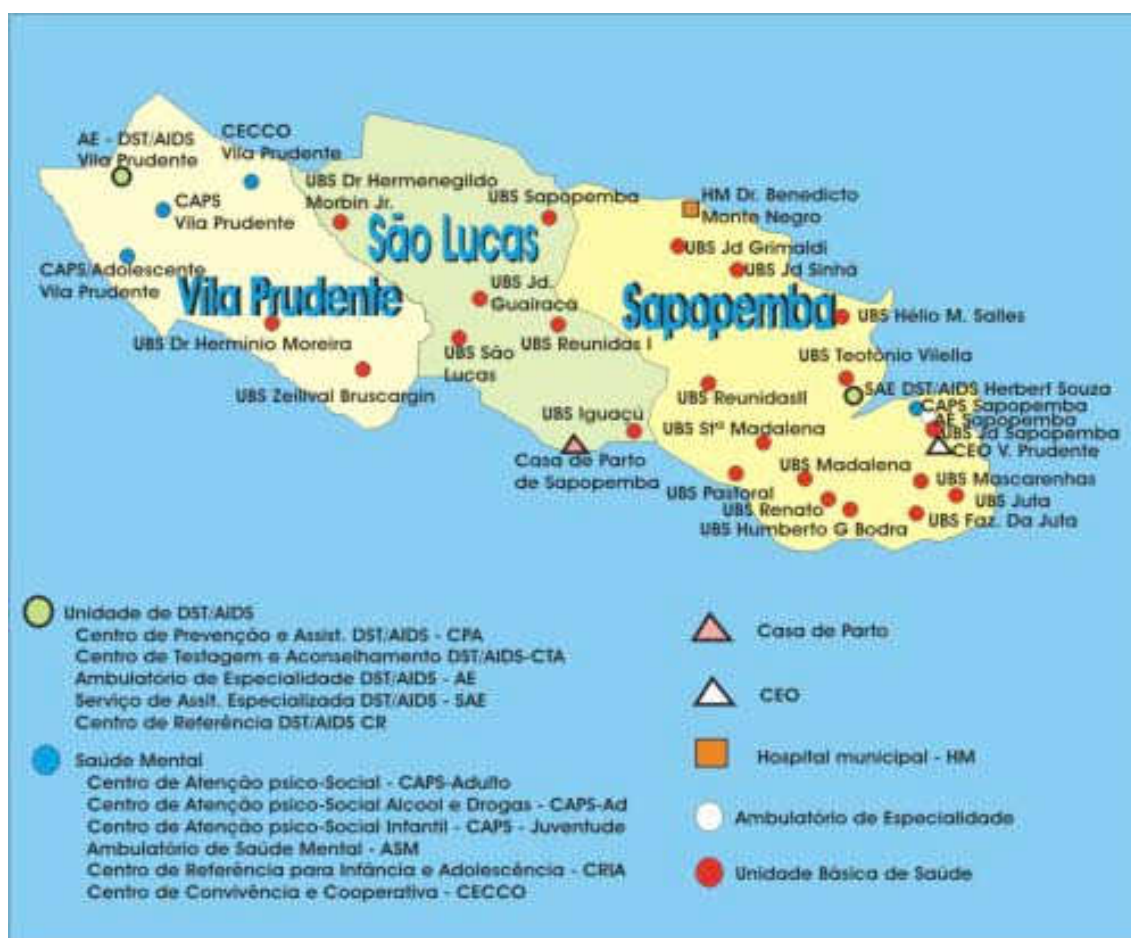 AE - DST/AIDS
Vila Prudente
CECCO
Vila Prudente
CAPS
Vila Prudente
CAPS/Adolescente
Vila Prudente
Vila Prudente
UBS Dr Herminio Moreira
UBS Zeilival Bruscargin
UBS Dr Hermenegildo
Morbin Jr.
UBS Sapopemba
São Lucas
UBS Jd.
Guairacá
UBS Reunidas I
UBS São
Lucas
UBS Iguaçú
Casa de Parto
de Sapopemba
HM Dr. Benedicto
Monte Negro
UBS Jd Grimaldi
UBS Jd Sinhá
Sapopemba
UBS Hélio M. Salles
UBS Teotônio Vilella
SAE DST/AIDS Herbert Souza
UBS ReunidasII
CAPS Sapopemba
AE Sapopemba
UBS Jd Sapopemba
CEO V. Prudente
UBS Stª Madalena
UBS Madalena
UBS Mascarenhas
UBS Pastoral
UBS Juta
UBS Renato
UBS Faz. Da Juta
UBS Humberto G Bodra
Unidade de DST/AIDS
Centro de Prevenção e Assist. DST/AIDS - CPA
Centro de Testagem e Aconselhamento DST/AIDS-CTA
Ambulatório de Especialidade DST/AIDS - AE
Serviço de Assit. Especializada DST/AIDS - SAE
Centro de Referência DST/AIDS CR
Saúde Mental
Centro de Atenção psico-Social - CAPS-Adulto
Centro de Atenção psico-Social Alcool e Drogas - CAPS-Ad
Centro de Atenção psico-Social Infantil - CAPS - Juventude
Ambulatório de Saúde Mental - ASM
Centro de Referência para Infância e Adolescência - CRIA
Centro de Convivência e Cooperativa - CECCO
Casa de Parto
CEO
Hospital municipal - HM
Ambulatório de Especialidade
Unidade Básica de Saúde